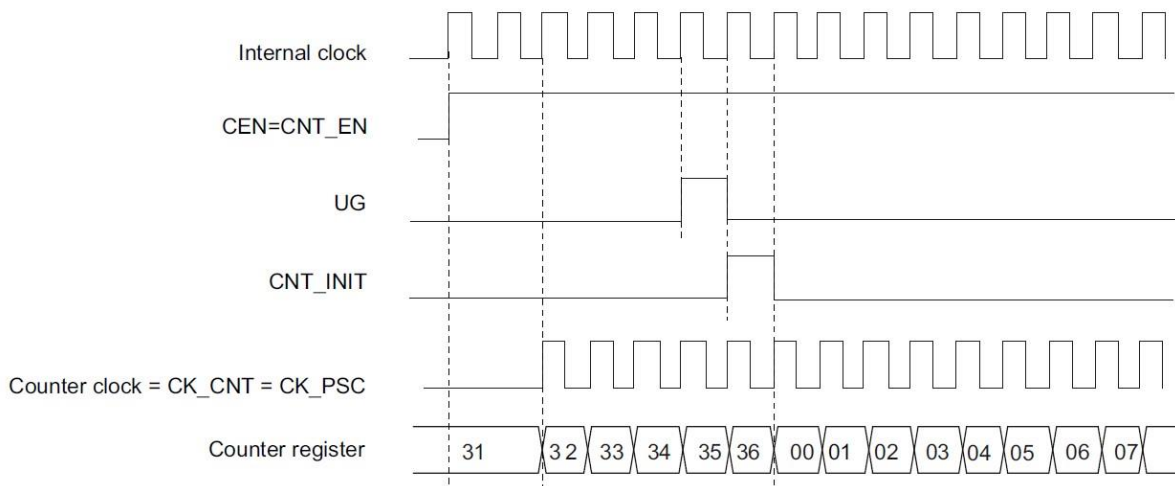 Internal clock
CEN=CNT_EN
UG
CNT_INIT
Counter clock = CK_CNT = CK_PSC
Counter register 31 32 33 34 35 36 00 01 02 03 04 05 06 07